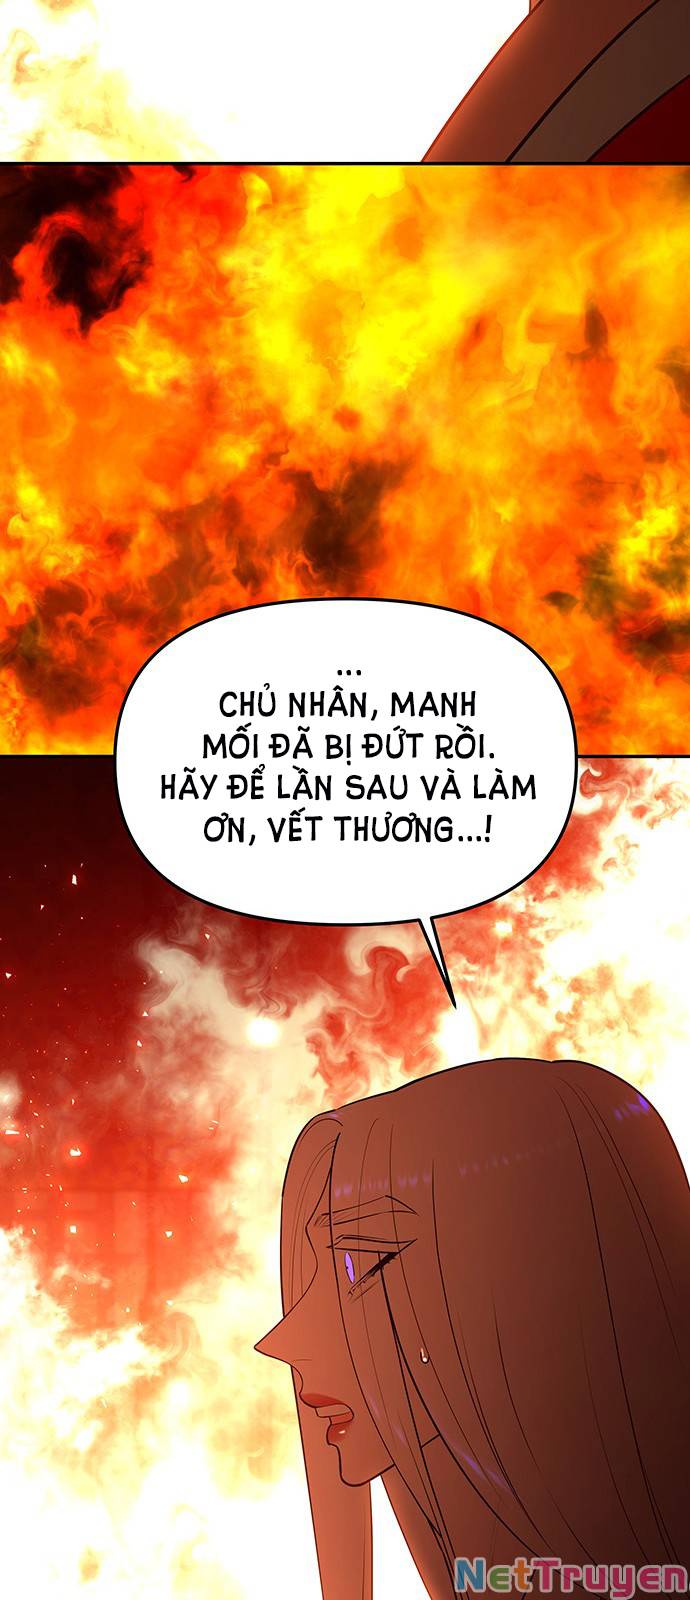 ...
CHỦ NHÂN, MANH
MỐI ĐÃ BỊ ĐỨT RỒI.
HÃY ĐỂ LẦN SAU VÀ LÀM
ƠN, VẾT THƯƠNG...!
NetTruyen